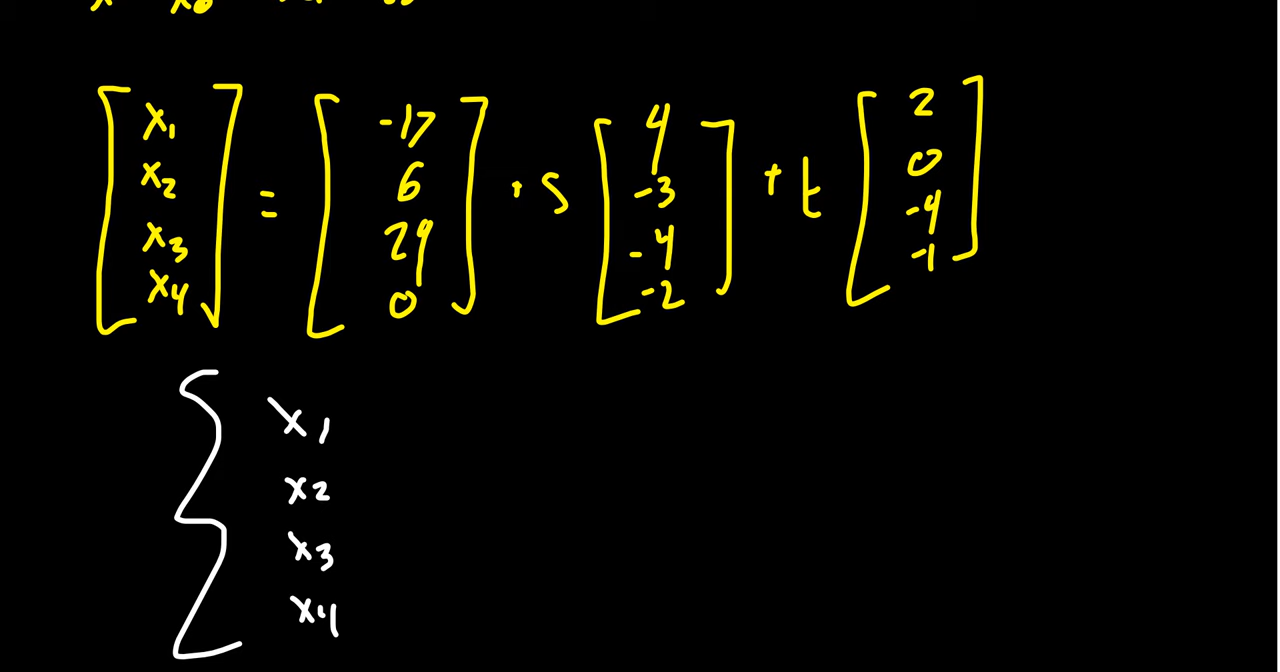 [x1 x2 x3 x4] = [-17 6 29 0] + s [4 -3 -4 -2] + t [2 0 -4 -1]
{ x1
x2
x3
x4